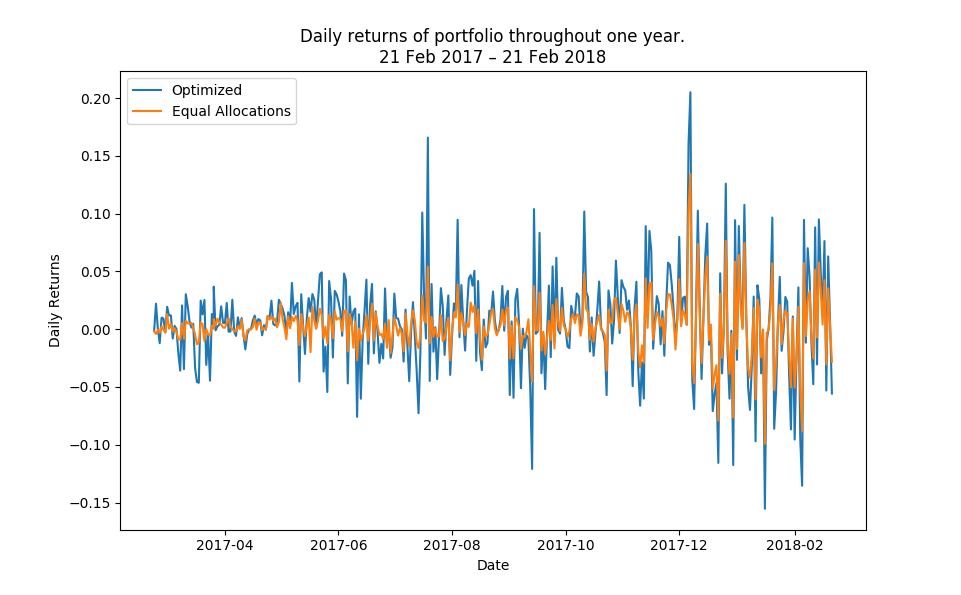 Daily returns of portfolio throughout one year.
21 Feb 2017 – 21 Feb 2018
Optimized
Equal Allocations
Daily Returns
0.20
0.15
0.10
0.05
0.00
−0.05
−0.10
−0.15
2017-04 2017-06 2017-08 2017-10 2017-12 2018-02
Date